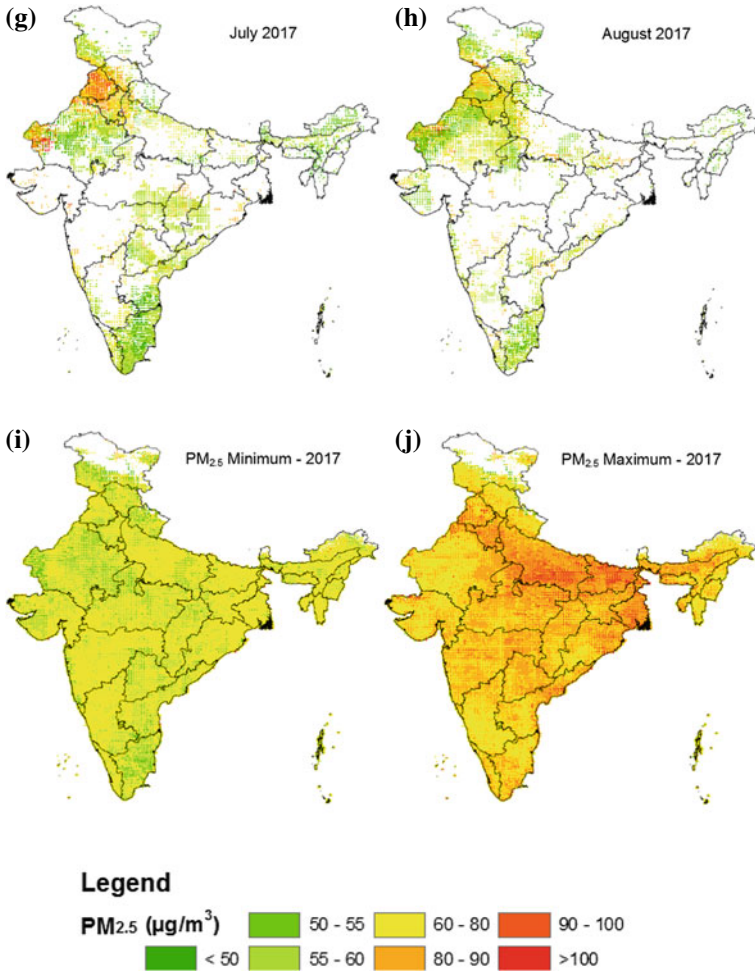 (g) July 2017
(h) August 2017
(i) PM2.5 Minimum - 2017
(j) PM2.5 Maximum - 2017
Legend
PM2.5 (µg/m³)
50 - 55 60 - 80 90 - 100
< 50 55 - 60 80 - 90 >100